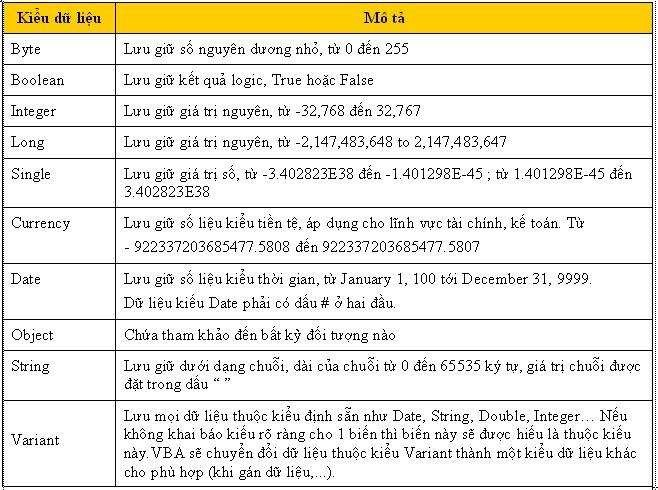 Kiểu dữ liệu Mô tả
Byte Lưu giữ số nguyên dương nhỏ, từ 0 đến 255
Boolean Lưu giữ kết quả logic, True hoặc False
Integer Lưu giữ giá trị nguyên, từ -32,768 đến 32,767
Long Lưu giữ giá trị nguyên, từ -2,147,483,648 to 2,147,483,647
Single Lưu giữ giá trị số, từ -3.402823E38 đến -1.401298E-45 ; từ 1.401298E-45 đến
3.402823E38
Currency Lưu giữ số liệu kiểu tiền tệ, áp dụng cho lĩnh vực tài chính, kế toán. Từ
- 922337203685477.5808 đến 922337203685477.5807
Date Lưu giữ số liệu kiểu thời gian, từ January 1, 100 tới December 31, 9999.
Dữ liệu kiểu Date phải có dấu # ở hai đầu.
Object Chứa tham khảo đến bất kỳ đối tượng nào
String Lưu giữ dưới dạng chuỗi, dài của chuỗi từ 0 đến 65535 ký tự, giá trị chuỗi được
đặt trong dấu “ ”
Variant Lưu mọi dữ liệu thuộc kiểu định sẵn như Date, String, Double, Integer… Nếu
không khai báo kiểu rõ ràng cho 1 biến thì biến này sẽ được hiểu là thuộc kiểu
này.VBA sẽ chuyển đổi dữ liệu thuộc kiểu Variant thành một kiểu dữ liệu khác
cho phù hợp (khi gán dữ liệu,...).